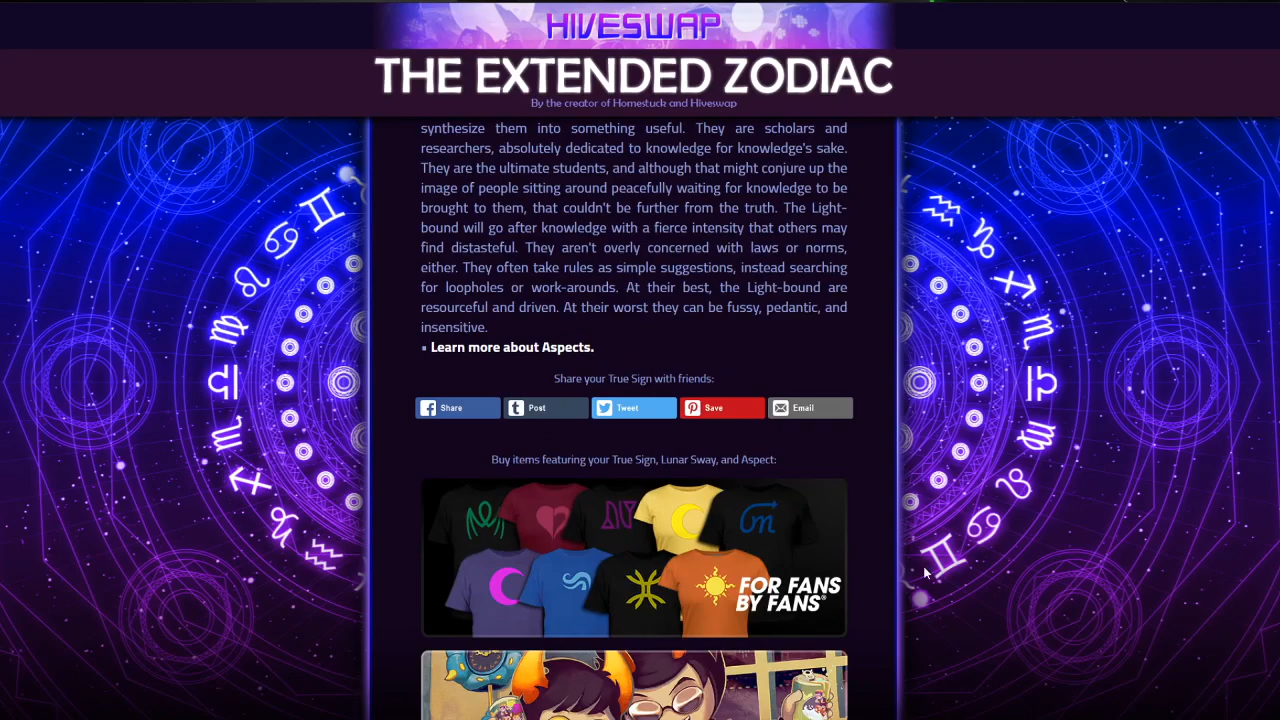 HIVESWAP
THE EXTENDED ZODIAC
By the creator of Homestuck and Hiveswap
synthesize them into something useful. They are scholars and
researchers, absolutely dedicated to knowledge for knowledge's sake.
They are the ultimate students, and although that might conjure up the
image of people sitting around peacefully waiting for knowledge to be
brought to them, that couldn't be further from the truth. The Light-
bound will go after knowledge with a fierce intensity that others may
find distasteful. They aren't overly concerned with laws or norms,
either. They often take rules as simple suggestions, instead searching
for loopholes or work-arounds. At their best, the Light-bound are
resourceful and driven. At their worst they can be fussy, pedantic, and
insensitive.
▪ Learn more about Aspects.
Share your True Sign with friends:
Share
Post
Tweet
Save
Email
Buy items featuring your True Sign, Lunar Sway, and Aspect:
FOR FANS
BY FANS®